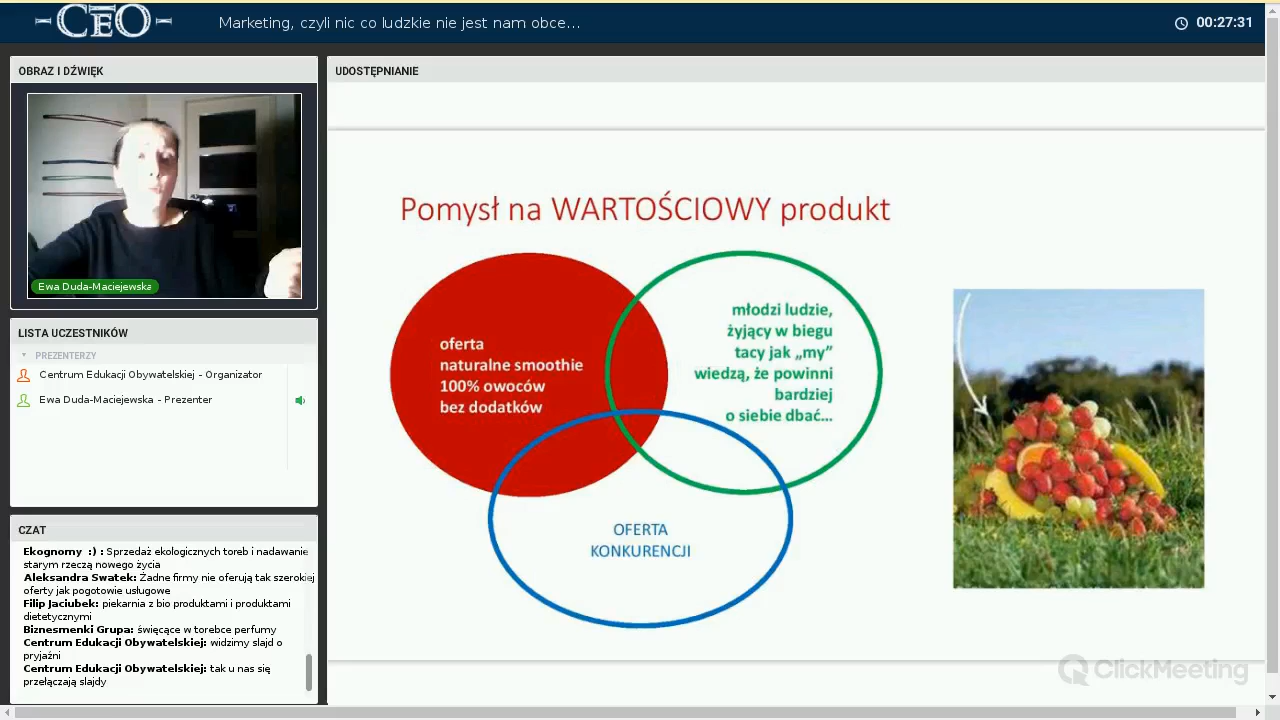 CEO
Marketing, czyli nic co ludzkie nie jest nam obce...
00:27:31
OBRAZ I DŹWIĘK
Ewa Duda-Maciejewska
LISTA UCZESTNIKÓW
PREZENTERZY
Centrum Edukacji Obywatelskiej - Organizator
Ewa Duda-Maciejewska - Prezenter
CZAT
Ekognomy :) : Sprzedaż ekologicznych toreb i nadawanie
starym rzeczą nowego życia
Aleksandra Swatek: Żadne firmy nie oferują tak szerokiej
oferty jak pogotowie usługowe
Filip Jaciubek: piekarnia z bio produktami i produktami
dietetycznymi
Biznesmenki Grupa: święcące w torebce perfumy
Centrum Edukacji Obywatelskiej: widzimy slajd o
pryjaźni
Centrum Edukacji Obywatelskiej: tak u nas się
przełączają slajdy
UDOSTĘPNIANIE
Pomysł na WARTOŚCIOWY produkt
oferta
naturalne smoothie
100% owoców
bez dodatków
młodzi ludzie,
żyjący w biegu
tacy jak „my”
wiedzą, że powinni
bardziej
o siebie dbać...
OFERTA
KONKURENCJI
ClickMeeting